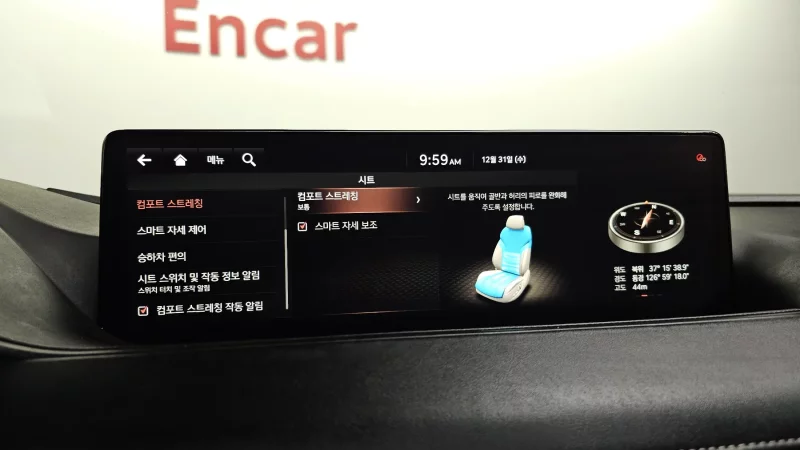 Encar
메뉴
9:59 AM
12월 31일 (수)
시트
컴포트 스트레칭
스마트 자세 제어
승하차 편의
시트 스위치 및 작동 정보 알림
스위치 터치 및 조작 알림
컴포트 스트레칭 작동 알림
컴포트 스트레칭
보통
스마트 자세 보조
시트를 움직여 골반과 허리의 피로를 완화해
주도록 설정합니다.
N
E
S
W
위도 북위 37° 15' 38.9"
경도 동경 126° 59' 18.0"
고도 44m